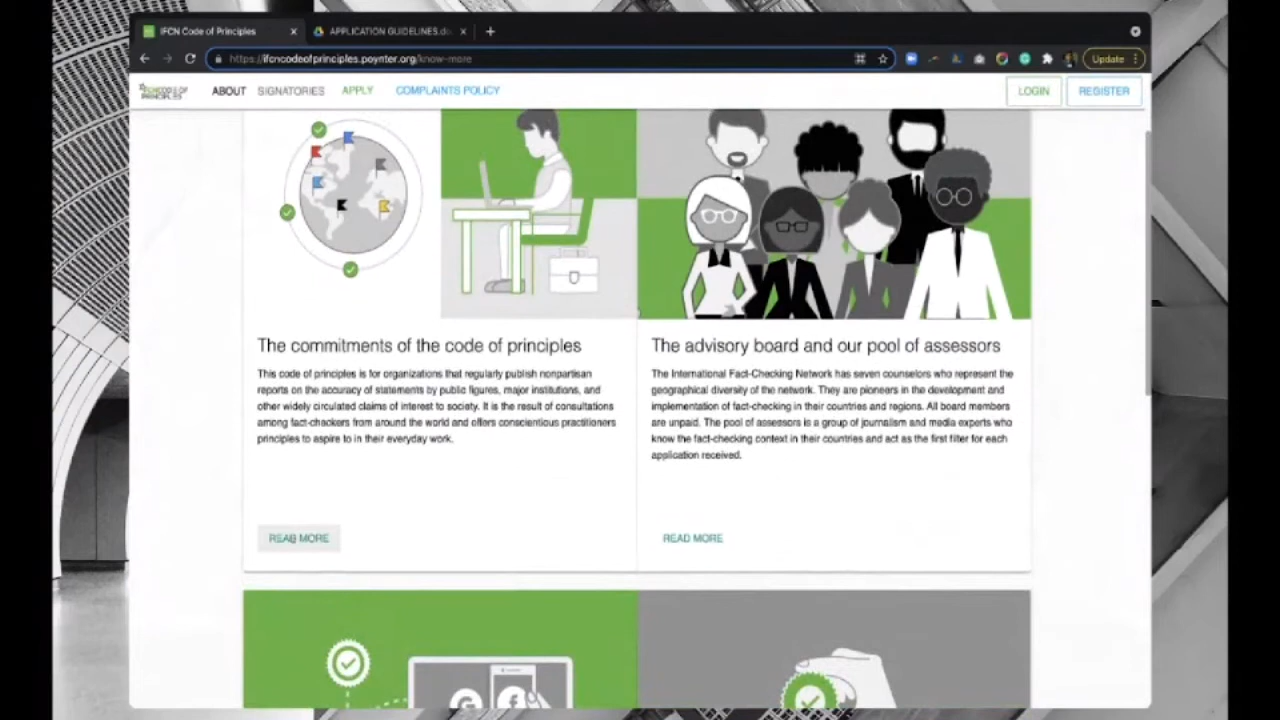 IFCN Code of Principles
APPLICATION GUIDELINES.do
https://ifcncodeofprinciples.poynter.org/know-more
Update
IFCN CODE OF
PRINCIPLES
ABOUT
SIGNATORIES
APPLY
COMPLAINTS POLICY
LOGIN
REGISTER
The commitments of the code of principles
This code of principles is for organizations that regularly publish nonpartisan
reports on the accuracy of statements by public figures, major institutions, and
other widely circulated claims of interest to society. It is the result of consultations
among fact-checkers from around the world and offers conscientious practitioners
principles to aspire to in their everyday work.
READ MORE
The advisory board and our pool of assessors
The International Fact-Checking Network has seven counselors who represent the
geographical diversity of the network. They are pioneers in the development and
implementation of fact-checking in their countries and regions. All board members
are unpaid. The pool of assessors is a group of journalism and media experts who
know the fact-checking context in their countries and act as the first filter for each
application received.
READ MORE